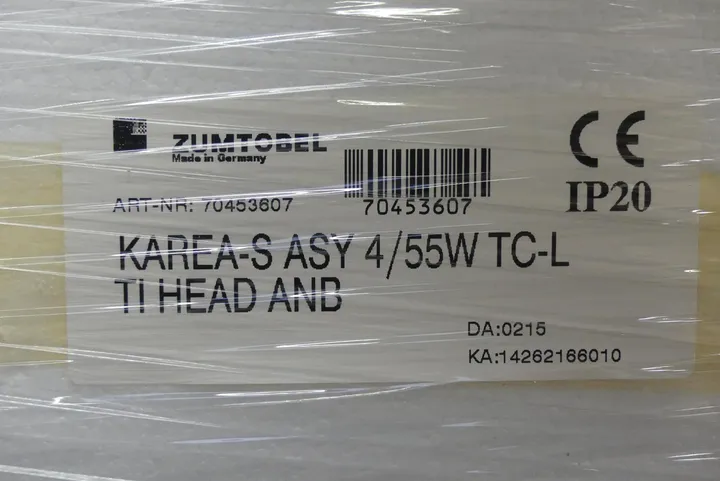 ZUMTOBEL
Made in Germany
ART-NR: 70453607
70453607
CE
IP20
KAREA-S ASY 4/55W TC-L
TI HEAD ANB
DA:0215
KA:14262166010